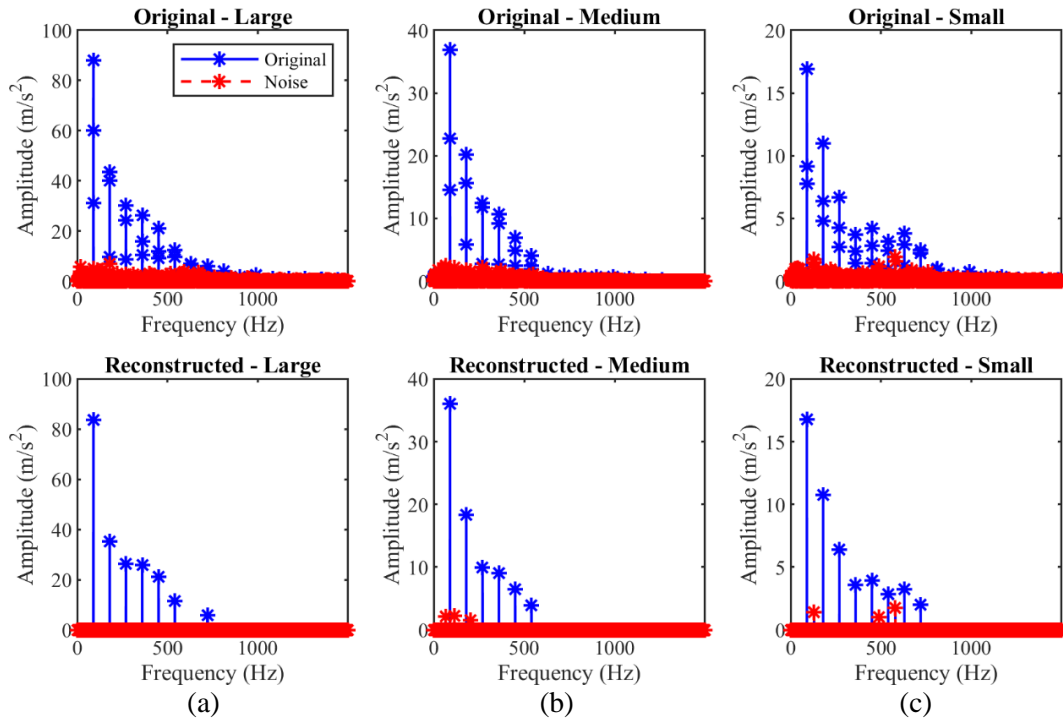 Original - Large
Original - Medium
Original - Small
Amplitude (m/s²)
100
80
60
40
20
0
Original
Noise
0
500
1000
Frequency (Hz)
Amplitude (m/s²)
40
30
20
10
0
0
500
1000
Frequency (Hz)
Amplitude (m/s²)
20
15
10
5
0
0
500
1000
Frequency (Hz)
Reconstructed - Large
Reconstructed - Medium
Reconstructed - Small
Amplitude (m/s²)
100
80
60
40
20
0
0
500
1000
Frequency (Hz)
Amplitude (m/s²)
40
30
20
10
0
0
500
1000
Frequency (Hz)
Amplitude (m/s²)
20
15
10
5
0
0
500
1000
Frequency (Hz)
(a)
(b)
(c)